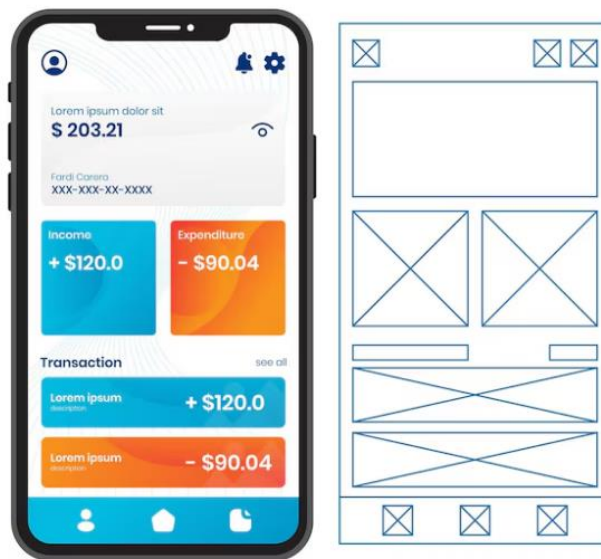 Lorem ipsum dolor sit
$ 203.21
Fardi Carera
XXX-XXX-XX-XXXX
Income
+ $120.0
Expenditure
- $90.04
Transaction
see all
Lorem ipsum
description
+ $120.0
Lorem ipsum
description
- $90.04